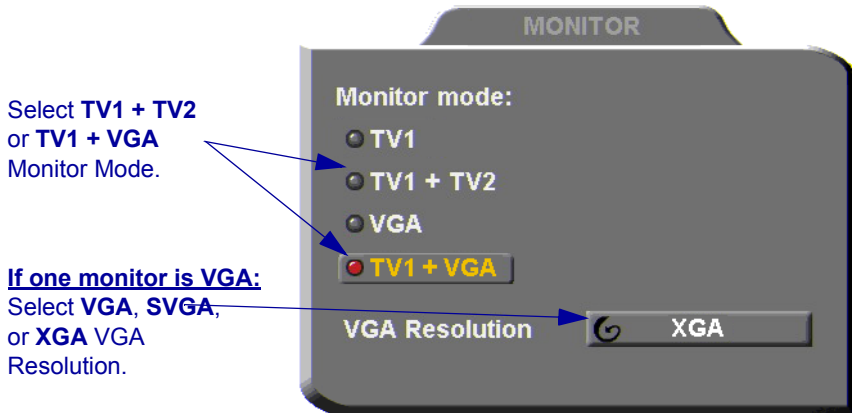 MONITOR
Select TV1 + TV2
or TV1 + VGA
Monitor Mode.
If one monitor is VGA:
Select VGA, SVGA,
or XGA VGA
Resolution.
Monitor mode:
TV1
TV1 + TV2
VGA
TV1 + VGA
VGA Resolution XGA